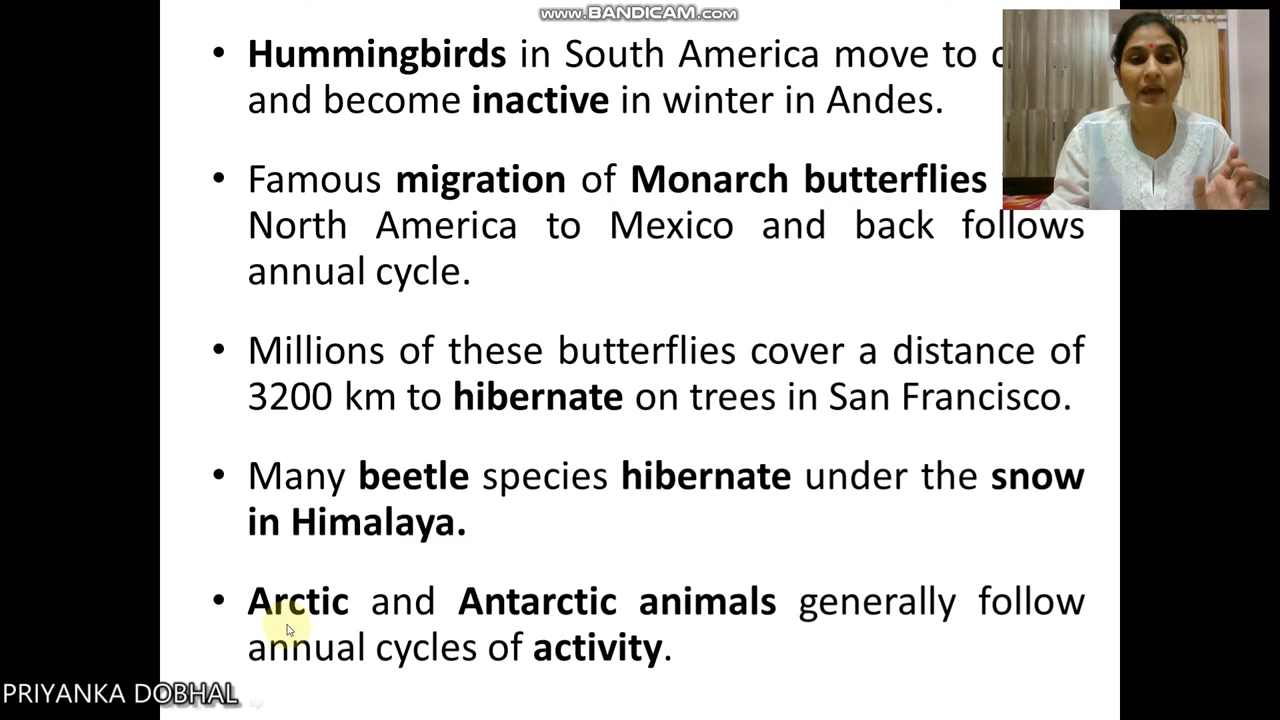 www.BANDICAM.com
• Hummingbirds in South America move to
and become inactive in winter in Andes.
• Famous migration of Monarch butterflies
North America to Mexico and back follows
annual cycle.
• Millions of these butterflies cover a distance of
3200 km to hibernate on trees in San Francisco.
• Many beetle species hibernate under the snow
in Himalaya.
• Arctic and Antarctic animals generally follow
annual cycles of activity.
PRIYANKA DOBHAL